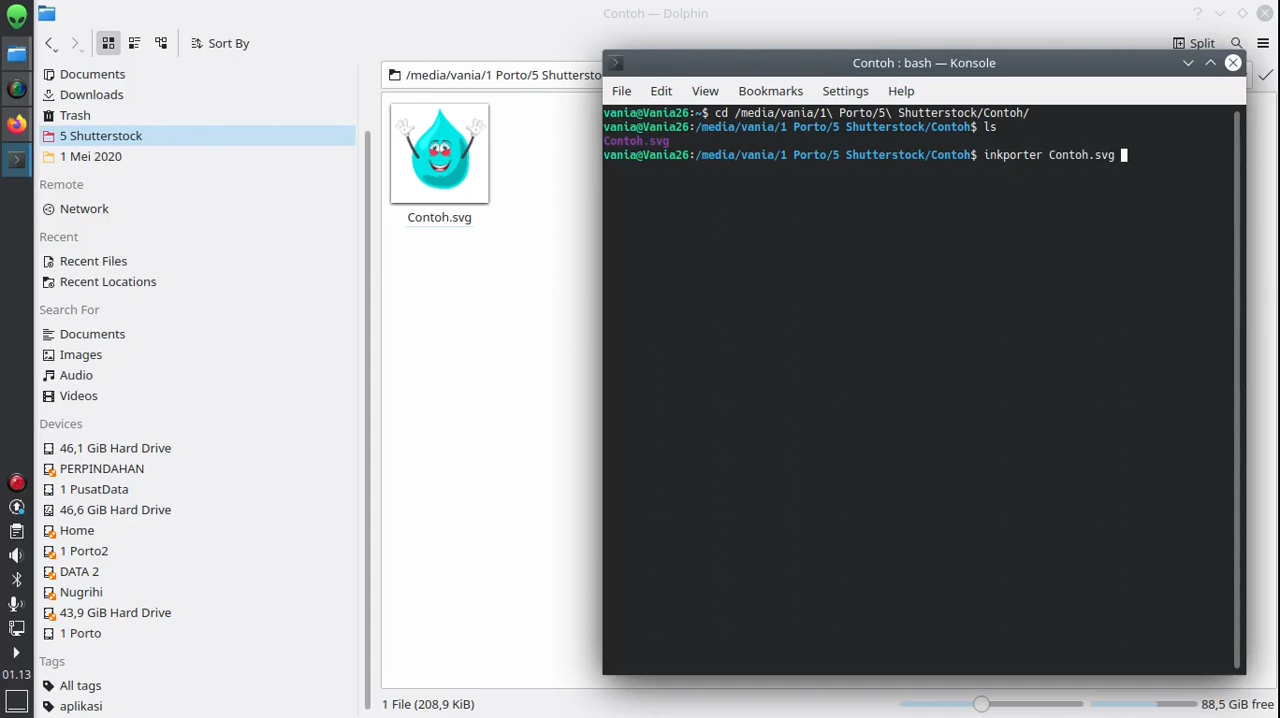 Contoh — Dolphin
Sort By
Split
Documents
Downloads
Trash
5 Shutterstock
1 Mei 2020
Remote
Network
Recent
Recent Files
Recent Locations
Search For
Documents
Images
Audio
Videos
Devices
46,1 GiB Hard Drive
PERPINDAHAN
1 PusatData
46,6 GiB Hard Drive
Home
1 Porto2
DATA 2
Nugrihi
43,9 GiB Hard Drive
1 Porto
Tags
All tags
aplikasi
01.13
/media/vania/1 Porto/5 Shuttersto
Contoh.svg
1 File (208,9 KiB)
88,5 GiB free
Contoh : bash — Konsole
File Edit View Bookmarks Settings Help
vania@Vania26:~$ cd /media/vania/1\ Porto/5\ Shutterstock/Contoh/
vania@Vania26:/media/vania/1 Porto/5 Shutterstock/Contoh$ ls
Contoh.svg
vania@Vania26:/media/vania/1 Porto/5 Shutterstock/Contoh$ inkporter Contoh.svg